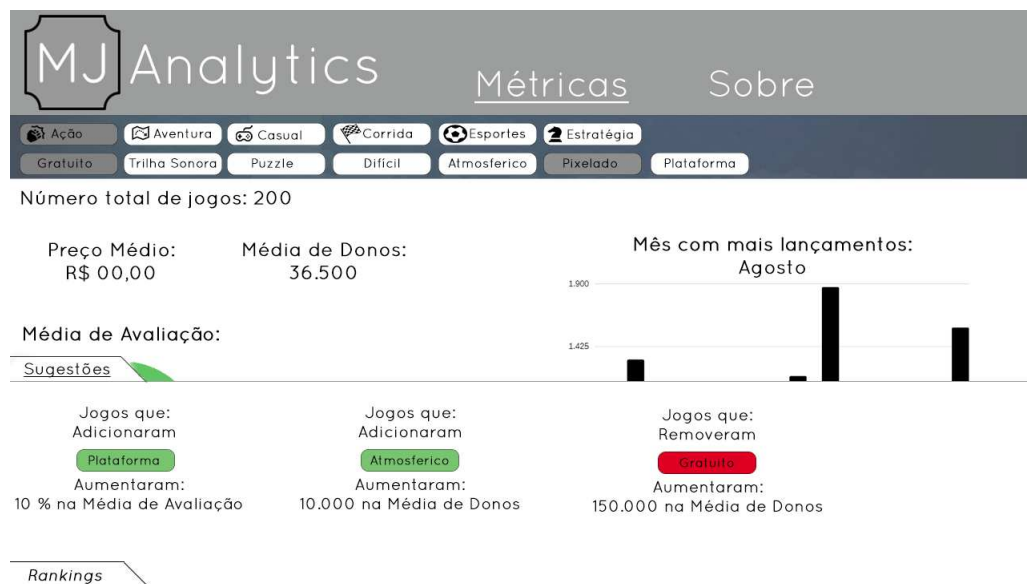 MJ Analytics Métricas Sobre
Ação Aventura Casual Corrida Esportes Estratégia
Gratuito Trilha Sonora Puzzle Difícil Atmosferico Pixelado Plataforma
Número total de jogos: 200
Preço Médio:
R$ 00,00
Média de Donos:
36.500
Mês com mais lançamentos:
Agosto
1.900
1.425
Média de Avaliação:
Sugestões
Jogos que:
Adicionaram
Plataforma
Aumentaram:
10 % na Média de Avaliação
Jogos que:
Adicionaram
Atmosferico
Aumentaram:
10.000 na Média de Donos
Jogos que:
Removeram
Gratuito
Aumentaram:
150.000 na Média de Donos
Rankings